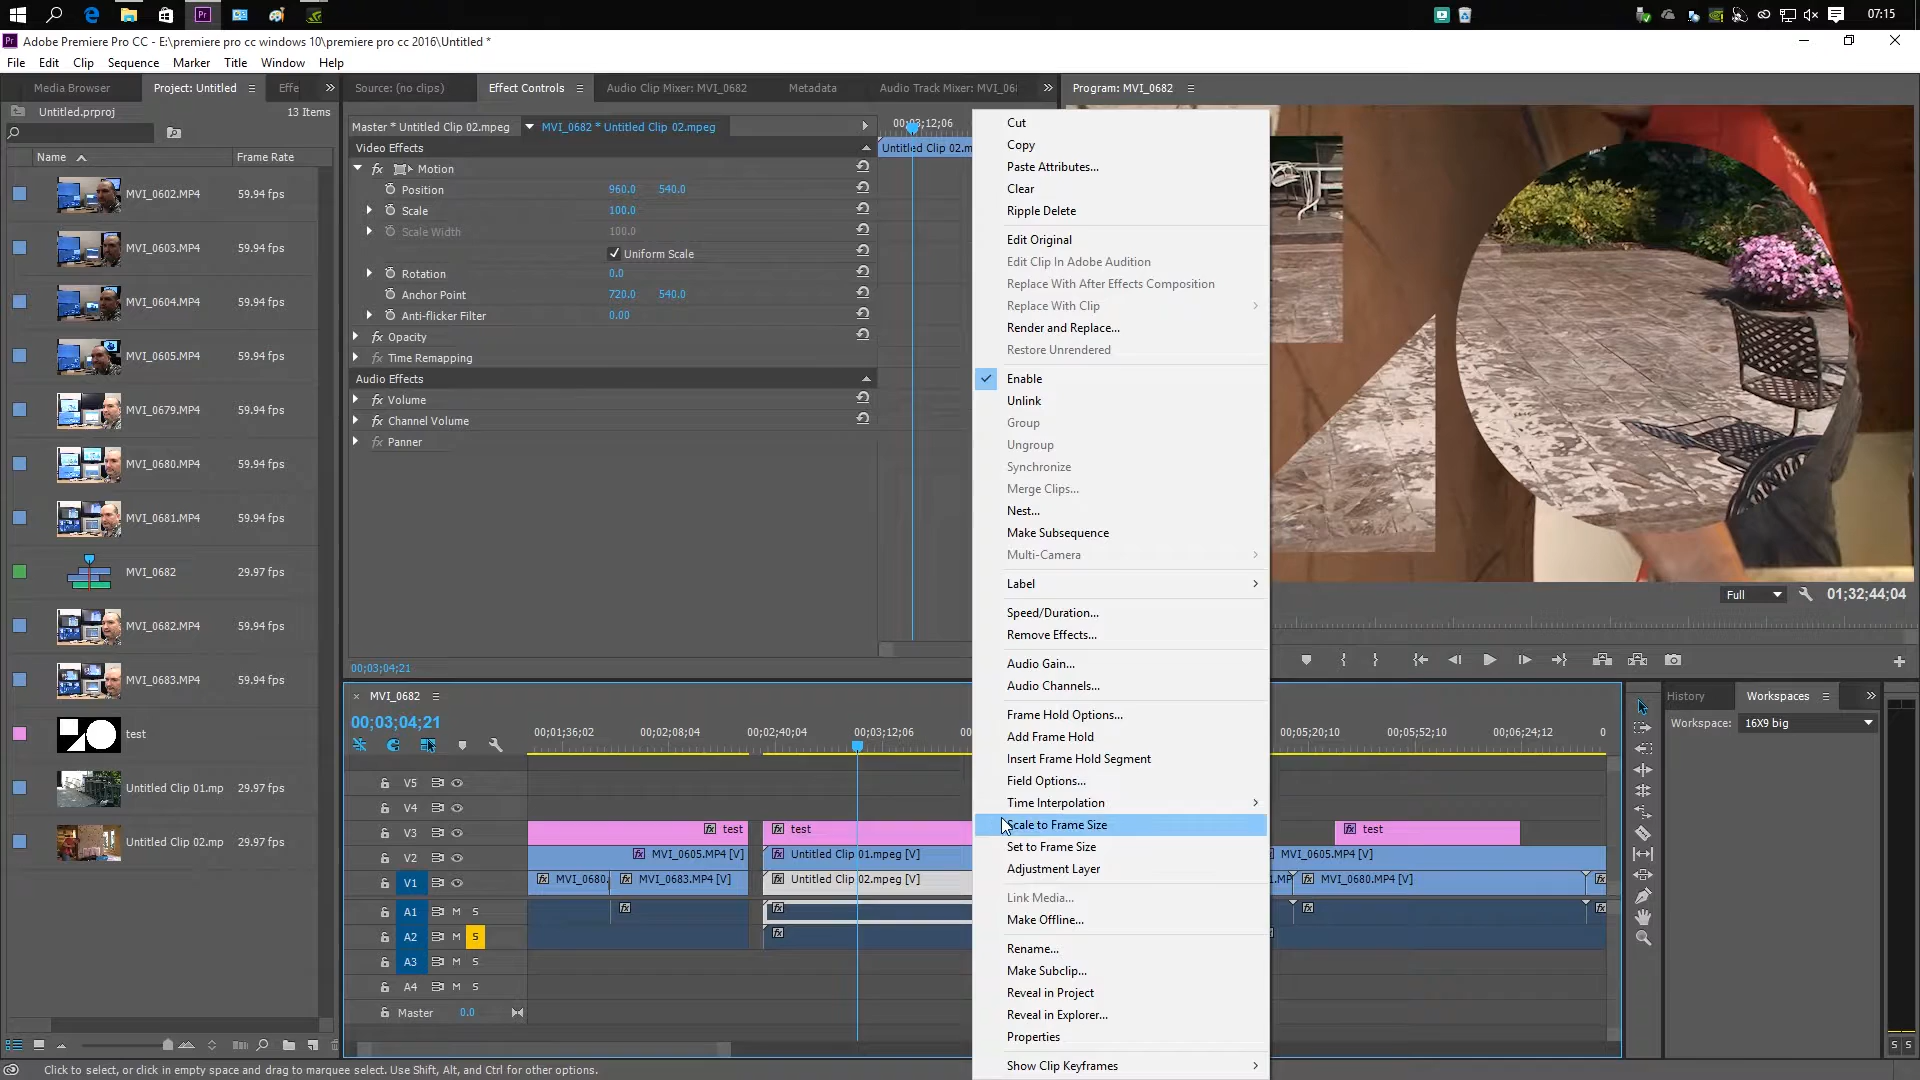 07:15
Adobe Premiere Pro CC - E:\premiere pro cc windows 10\premiere pro cc 2016\Untitled *
File Edit Clip Sequence Marker Title Window Help
Media Browser Project: Untitled Effe
Untitled.prproj 13 Items
Name Frame Rate
MVI_0602.MP4 59.94 fps
MVI_0603.MP4 59.94 fps
MVI_0604.MP4 59.94 fps
MVI_0605.MP4 59.94 fps
MVI_0679.MP4 59.94 fps
MVI_0680.MP4 59.94 fps
MVI_0681.MP4 59.94 fps
MVI_0682 29.97 fps
MVI_0682.MP4 59.94 fps
MVI_0683.MP4 59.94 fps
test
Untitled Clip 01.mp 29.97 fps
Untitled Clip 02.mp 29.97 fps
Source: (no clips) Effect Controls Audio Clip Mixer: MVI_0682 Metadata Audio Track Mixer: MVI_06
Master * Untitled Clip 02.mpeg MVI_0682 * Untitled Clip 02.mpeg
00;03;12;06
Untitled Clip 02.m
Video Effects
fx Motion
Position 960.0 540.0
Scale 100.0
Scale Width 100.0
Uniform Scale
Rotation 0.0
Anchor Point 720.0 540.0
Anti-flicker Filter 0.00
fx Opacity
fx Time Remapping
Audio Effects
fx Volume
fx Channel Volume
fx Panner
00;03;04;21
Cut
Copy
Paste Attributes...
Clear
Ripple Delete
Edit Original
Edit Clip In Adobe Audition
Replace With After Effects Composition
Replace With Clip
Render and Replace...
Restore Unrendered
Enable
Unlink
Group
Ungroup
Synchronize
Merge Clips...
Nest...
Make Subsequence
Multi-Camera
Label
Speed/Duration...
Remove Effects...
Audio Gain...
Audio Channels...
Frame Hold Options...
Add Frame Hold
Insert Frame Hold Segment
Field Options...
Time Interpolation
Scale to Frame Size
Set to Frame Size
Adjustment Layer
Link Media...
Make Offline...
Rename...
Make Subclip...
Reveal in Project
Reveal in Explorer...
Properties
Show Clip Keyframes
Program: MVI_0682
Full 01;32;44;04
MVI_0682
00;03;04;21
00;01;36;02 00;02;08;04 00;02;40;04 00;03;12;06 00;05;20;10 00;05;52;10 00;06;24;12 0
V5
V4
V3 fx test fx test fx test
V2 fx MVI_0605.MP4 [V] fx Untitled Clip 01.mpeg [V] MVI_0605.MP4 [V]
V1 fx MVI_0680. fx MVI_0683.MP4 [V] fx Untitled Clip 02.mpeg [V] 1.MP fx MVI_0680.MP4 [V] fx
A1 M S fx fx fx fx
A2 M S fx
A3 M S
A4 M S
Master 0.0
History Workspaces
Workspace: 16X9 big
S S
Click to select, or click in empty space and drag to marquee select. Use Shift, Alt, and Ctrl for other options.